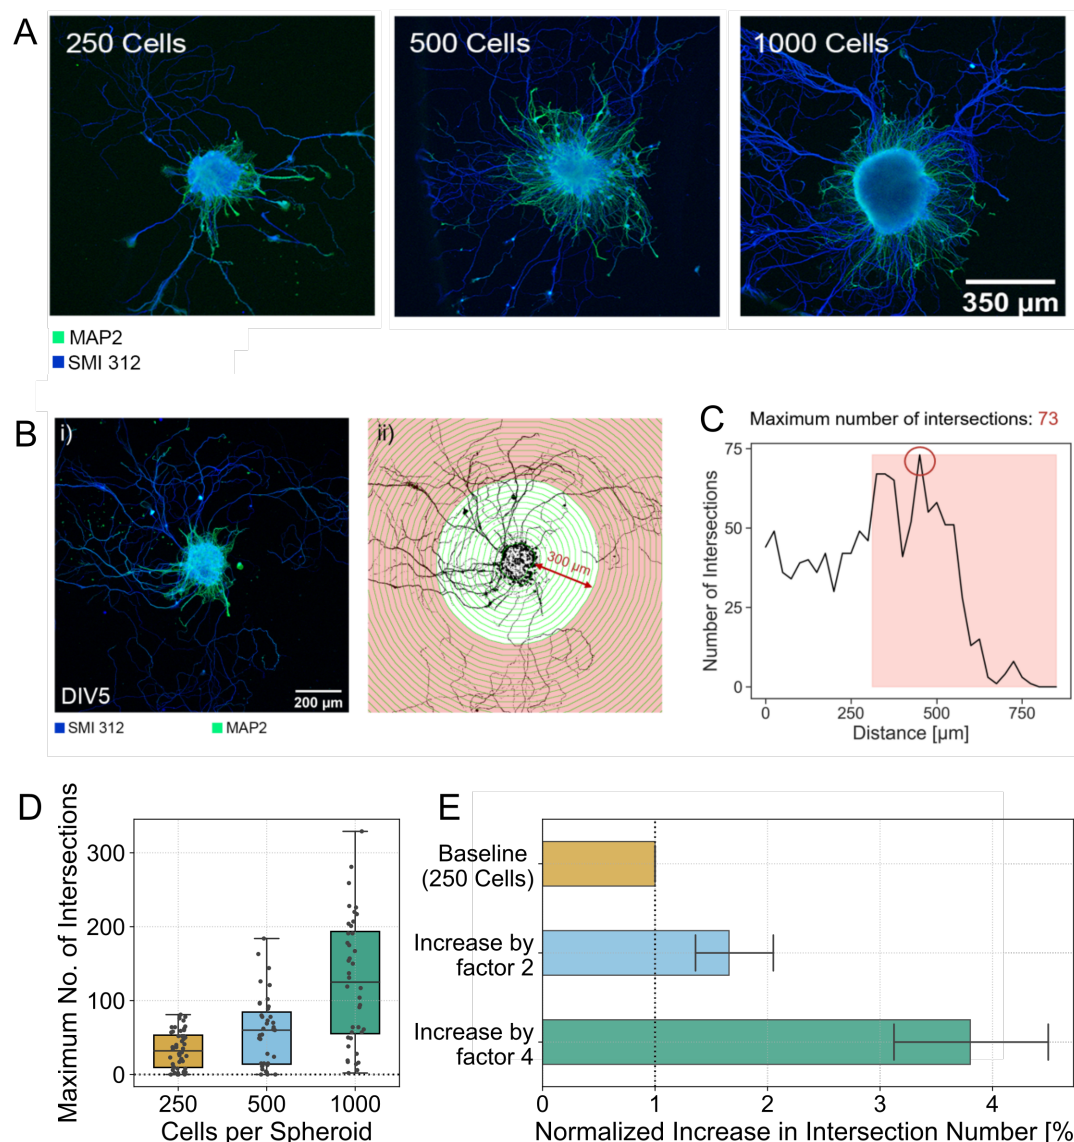 A
250 Cells
500 Cells
1000 Cells
350 µm
MAP2
SMI 312
B
i)
DIV5
200 µm
SMI 312
MAP2
ii)
300 µm
C
Maximum number of intersections: 73
Number of Intersections
75
50
25
0
0
250
500
750
Distance [µm]
D
Maximum No. of Intersections
300
200
100
0
250
500
1000
Cells per Spheroid
E
Baseline
(250 Cells)
Increase by
factor 2
Increase by
factor 4
0
1
2
3
4
Normalized Increase in Intersection Number [%